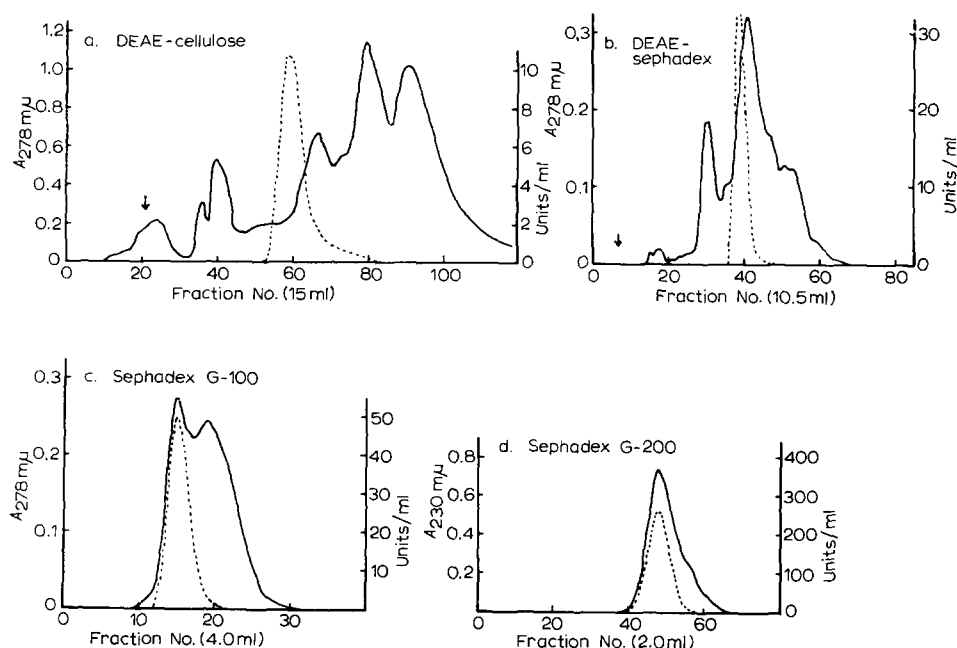 a. DEAE-cellulose
1.2
1.0
0.8
0.6
0.4
0.2
0
A278 mμ
10
8
6
4
2
0
Units/ml
0 20 40 60 80 100
Fraction No. (15 ml)
b. DEAE-
sephadex
0.3
0.2
0.1
0
A278 mμ
30
20
10
0
Units/ml
0 20 40 60 80
Fraction No. (10.5 ml)
c. Sephadex G-100
0.3
0.2
0.1
0
A278 mμ
50
40
30
20
10
Units/ml
0 10 20 30
Fraction No. (4.0 ml)
d. Sephadex G-200
0.8
0.6
0.4
0.2
A230 mμ
400
300
200
100
0
Units/ml
0 20 40 60
Fraction No. (2.0 ml)